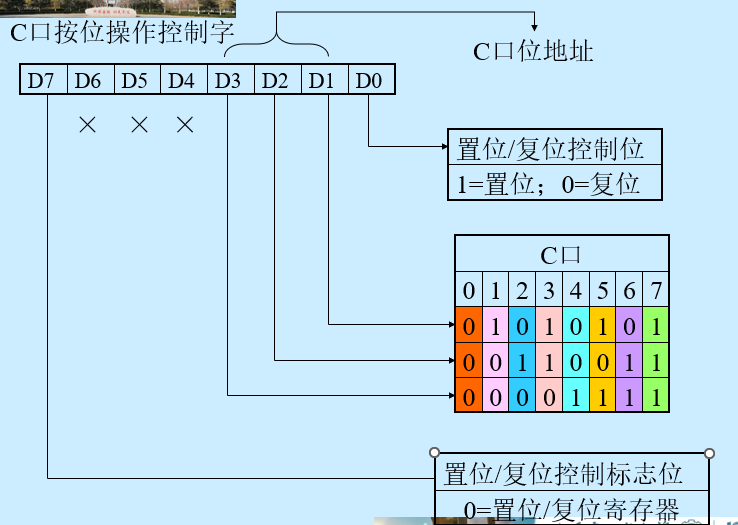 C口按位操作控制字
C口位地址
D7 D6 D5 D4 D3 D2 D1 D0
× × ×
置位/复位控制位
1=置位；0=复位
C口
0 1 2 3 4 5 6 7
0 1 0 1 0 1 0 1
0 0 1 1 0 0 1 1
0 0 0 0 1 1 1 1
置位/复位控制标志位
0=置位/复位寄存器